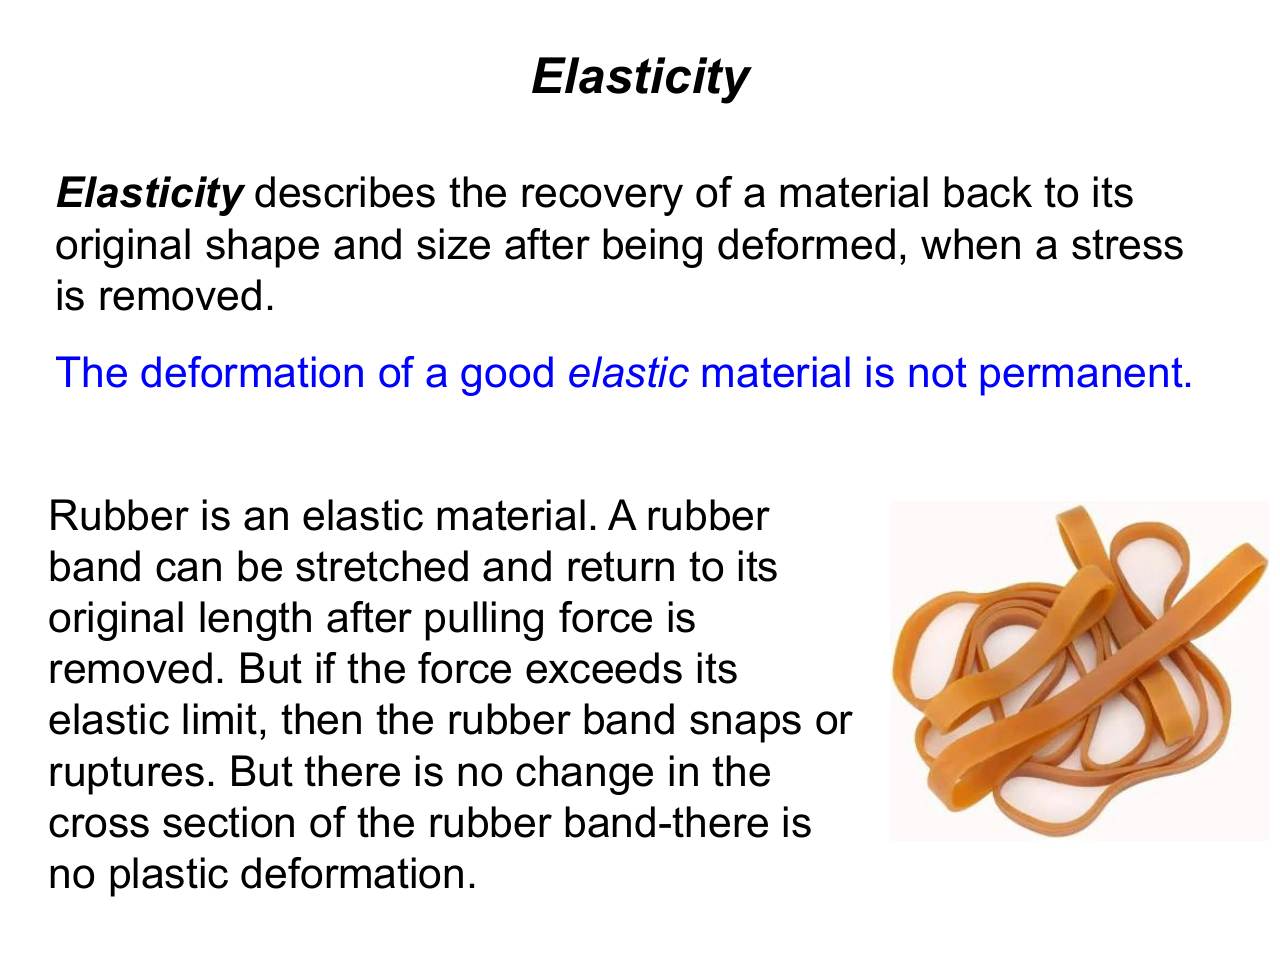 Elasticity
Elasticity describes the recovery of a material back to its
original shape and size after being deformed, when a stress
is removed.
The deformation of a good elastic material is not permanent.
Rubber is an elastic material. A rubber
band can be stretched and return to its
original length after pulling force is
removed. But if the force exceeds its
elastic limit, then the rubber band snaps or
ruptures. But there is no change in the
cross section of the rubber band-there is
no plastic deformation.